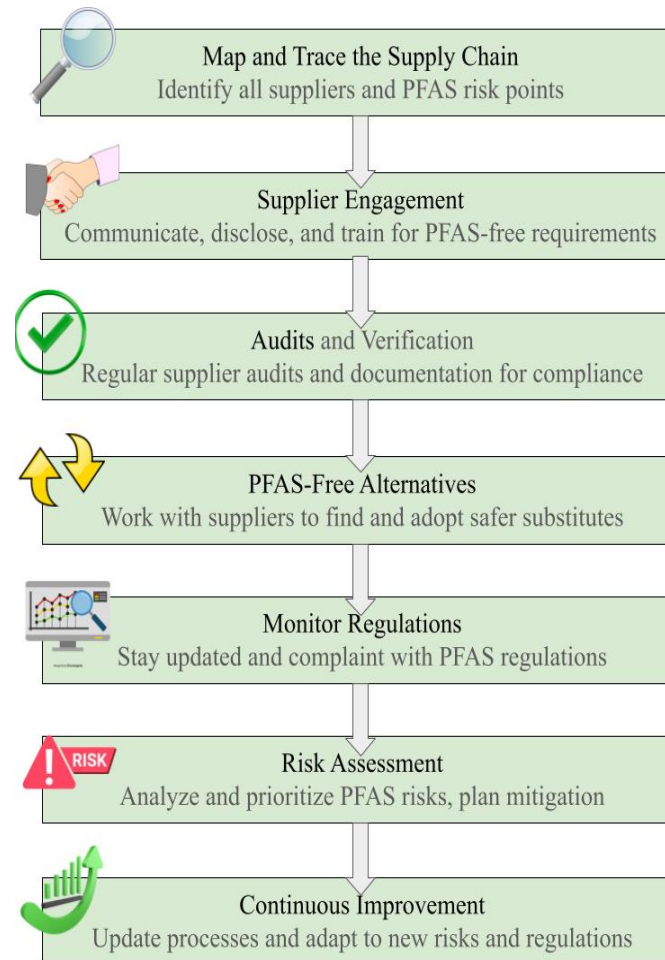 Map and Trace the Supply Chain
Identify all suppliers and PFAS risk points
Supplier Engagement
Communicate, disclose, and train for PFAS-free requirements
Audits and Verification
Regular supplier audits and documentation for compliance
PFAS-Free Alternatives
Work with suppliers to find and adopt safer substitutes
Monitor Regulations
Stay updated and complaint with PFAS regulations
RISK
Risk Assessment
Analyze and prioritize PFAS risks, plan mitigation
Continuous Improvement
Update processes and adapt to new risks and regulations